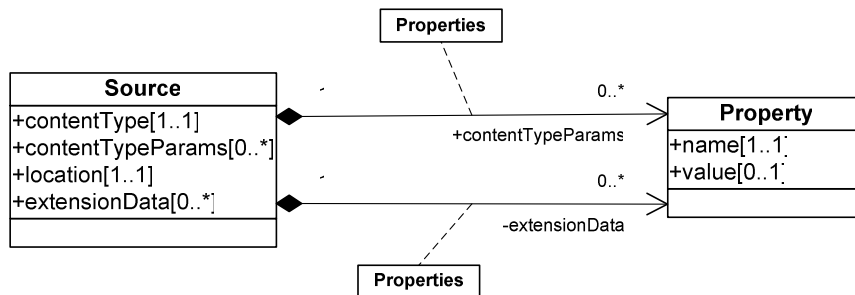 Properties
Source
+contentType[1..1]
+contentTypeParams[0..*]
+location[1..1]
+extensionData[0..*]
0..*
+contentTypeParams
0..*
-extensionData
Property
+name[1..1]
+value[0..1]
Properties